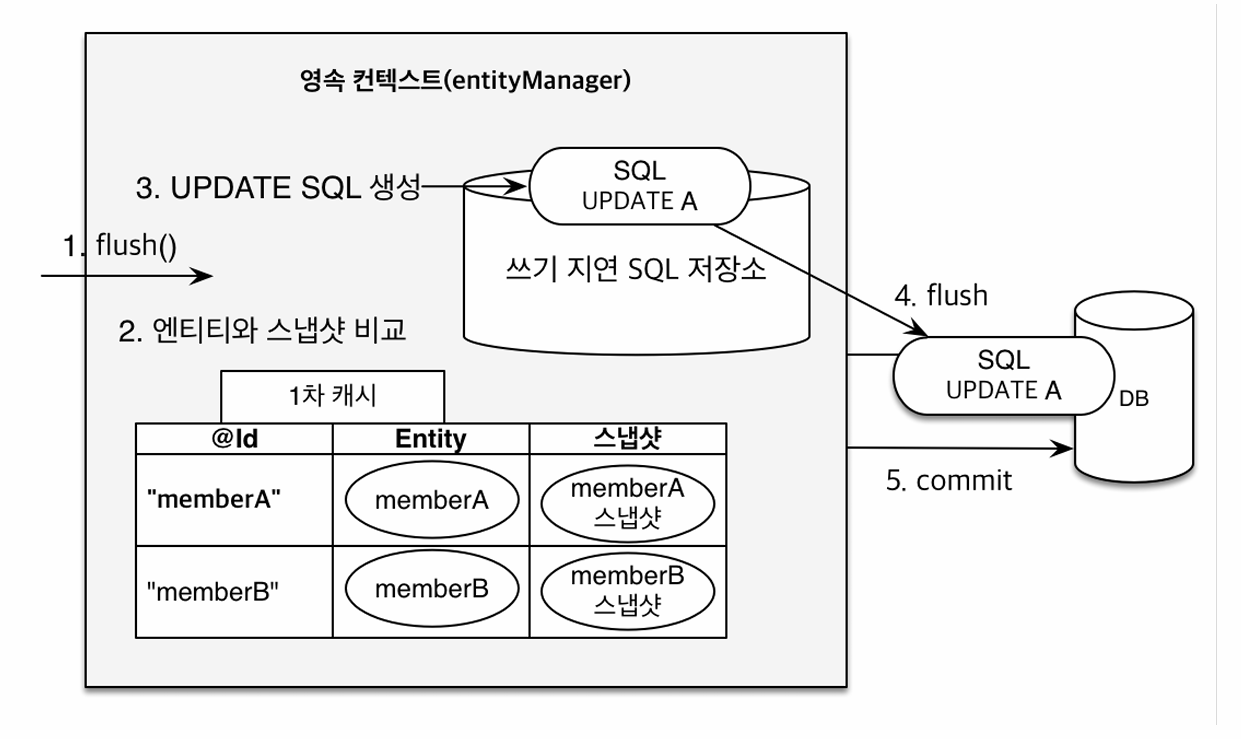 영속 컨텍스트(entityManager)
3. UPDATE SQL 생성
SQL
UPDATE A
1. flush()
쓰기 지연 SQL 저장소
4. flush
2. 엔티티와 스냅샷 비교
SQL
UPDATE A
DB
1차 캐시
@Id
Entity
스냅샷
5. commit
"memberA"
memberA
memberA
스냅샷
"memberB"
memberB
memberB
스냅샷